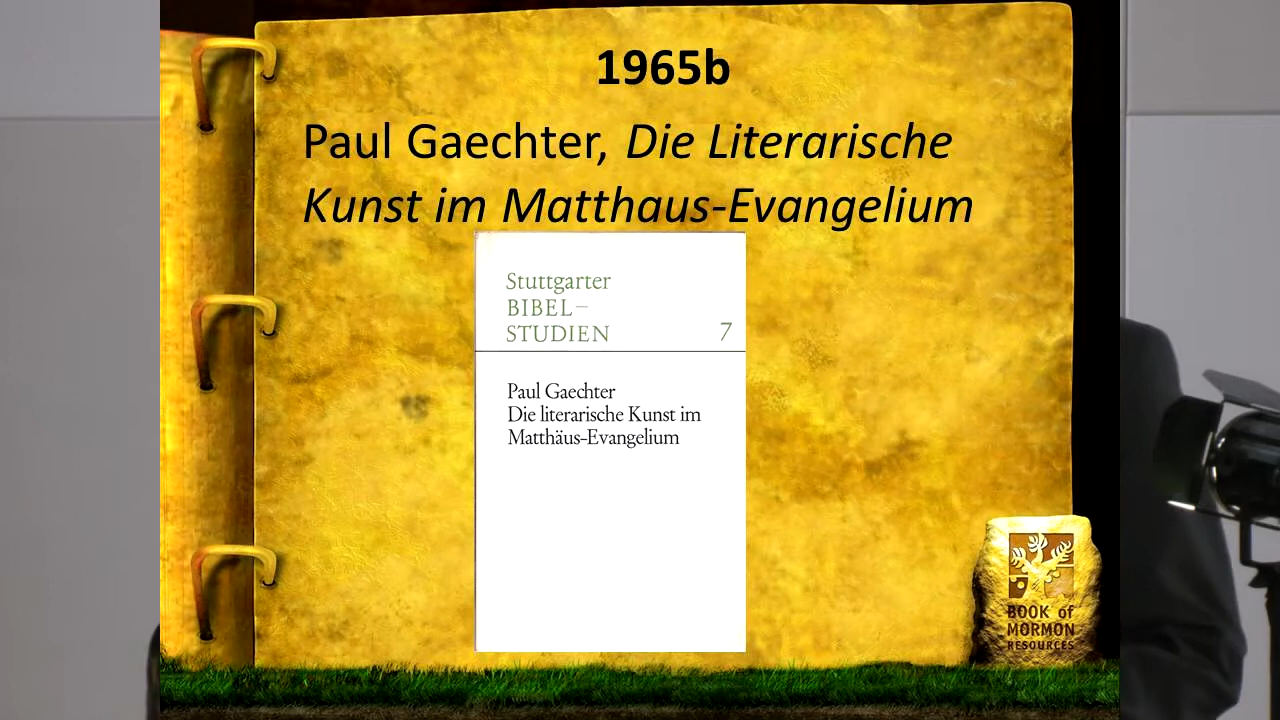 1965b
Paul Gaechter, Die Literarische
Kunst im Matthaus-Evangelium
Stuttgarter
BIBEL–
STUDIEN 7
Paul Gaechter
Die literarische Kunst im
Matthäus-Evangelium
BOOK of
MORMON
RESOURCES